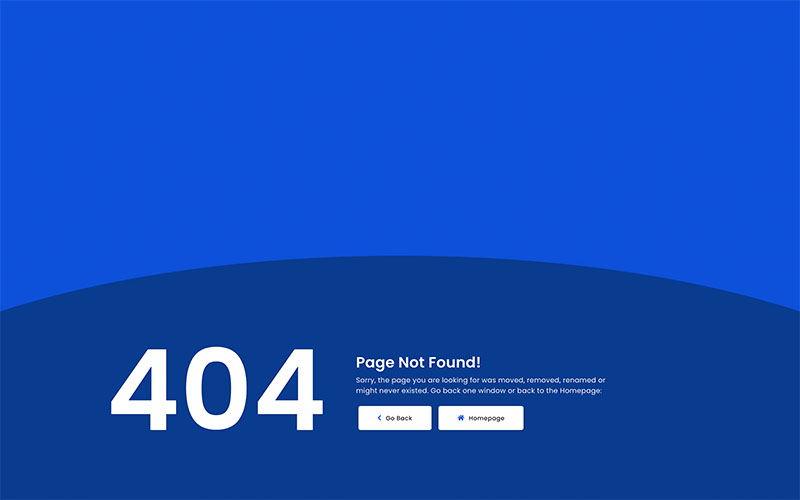 404
Page Not Found!
Sorry, the page you are looking for was moved, removed, renamed or
might never existed. Go back one window or back to the Homepage:
Go Back
Homepage